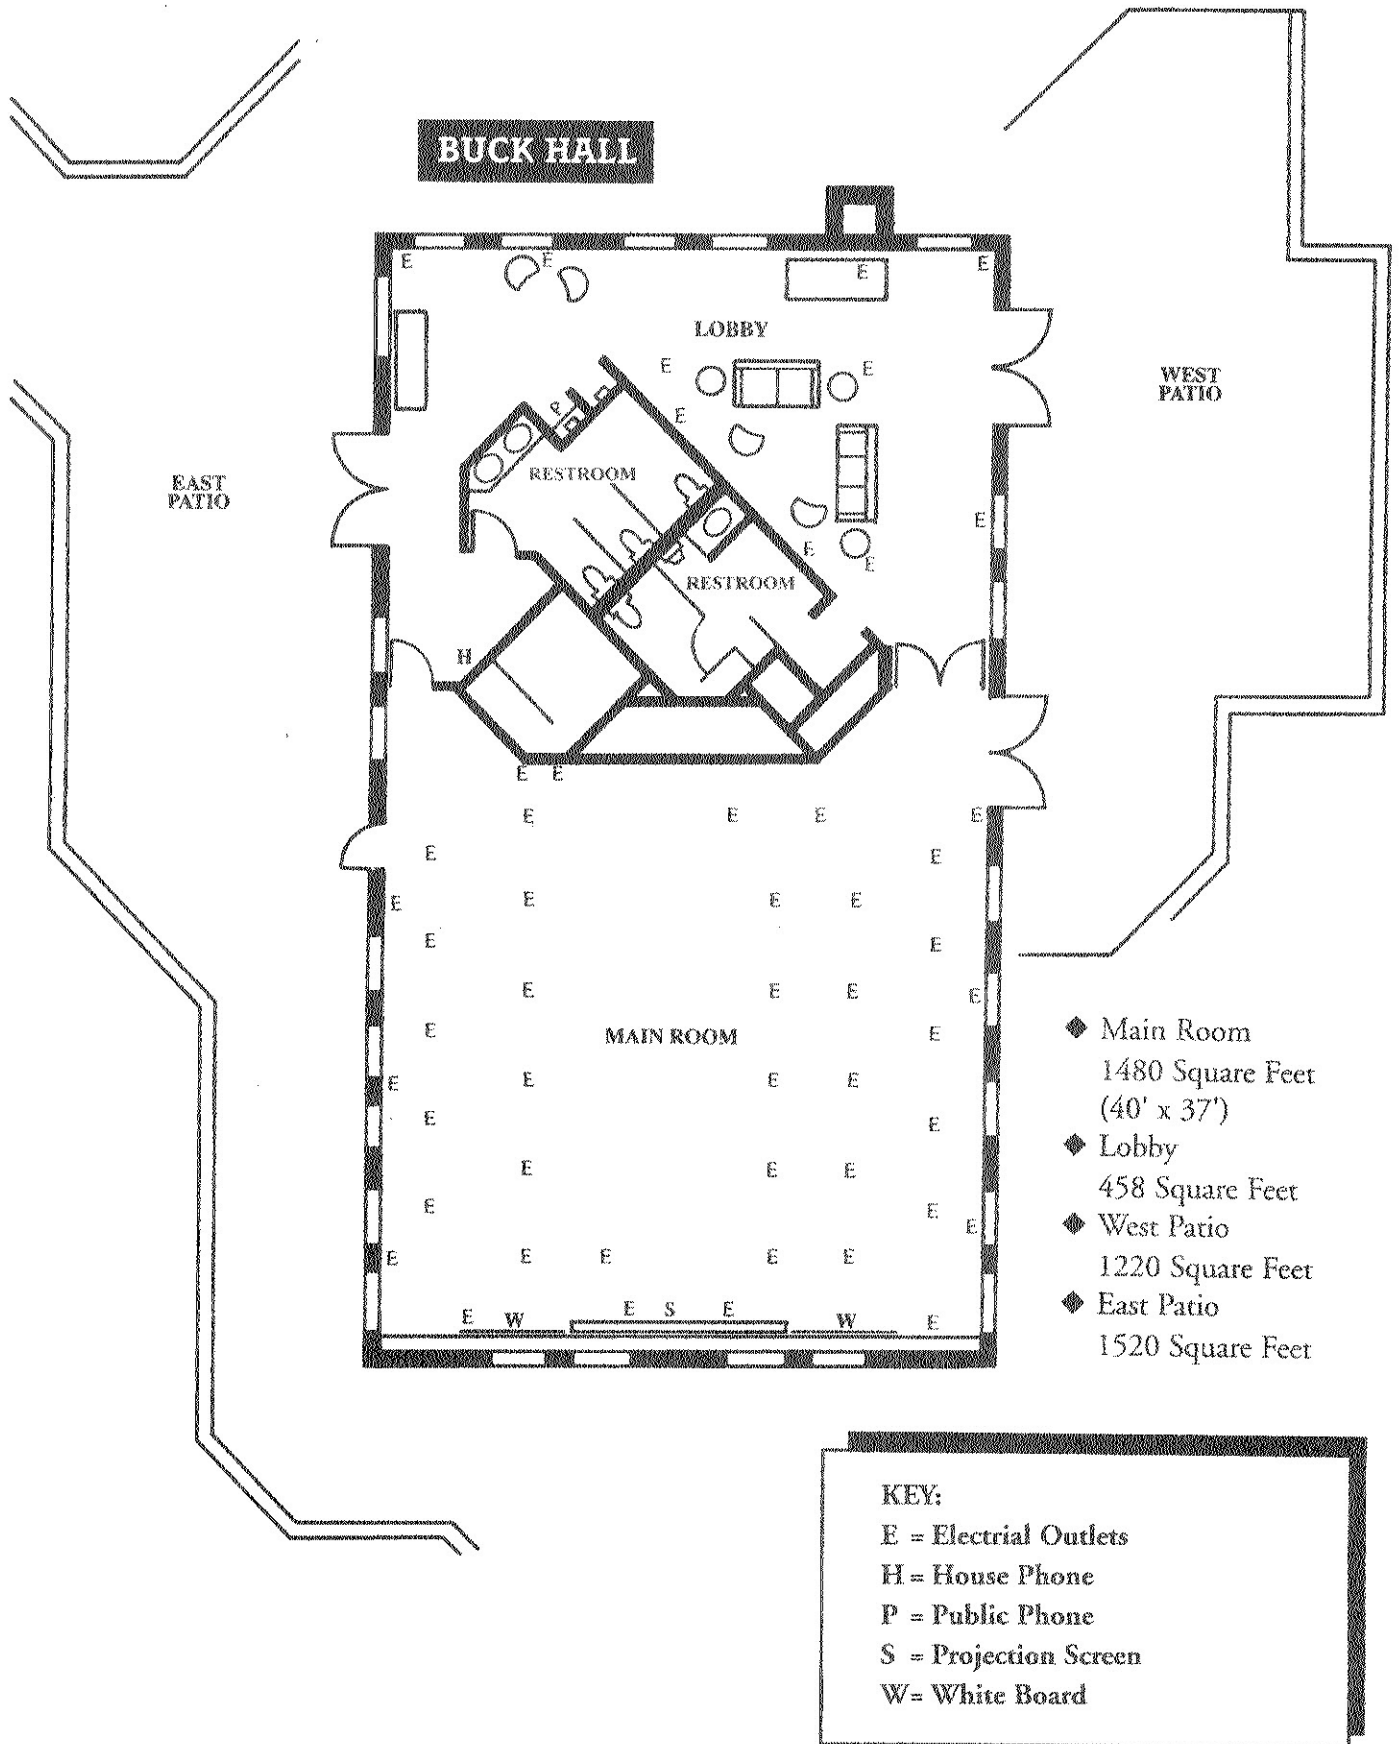 BUCK HALL
E
E
E
E
LOBBY
E
E
WEST
PATIO
P
E
RESTROOM
EAST
PATIO
E
E
E
RESTROOM
H
E E
E E E E
E E
E E E E
E E
E E E E
MAIN ROOM
E E
E E E E
E E
E E E
E E E
E E E E E
E W E S E W E
◆ Main Room
1480 Square Feet
(40' x 37')
◆ Lobby
458 Square Feet
◆ West Patio
1220 Square Feet
◆ East Patio
1520 Square Feet
KEY:
E = Electrial Outlets
H = House Phone
P = Public Phone
S = Projection Screen
W= White Board